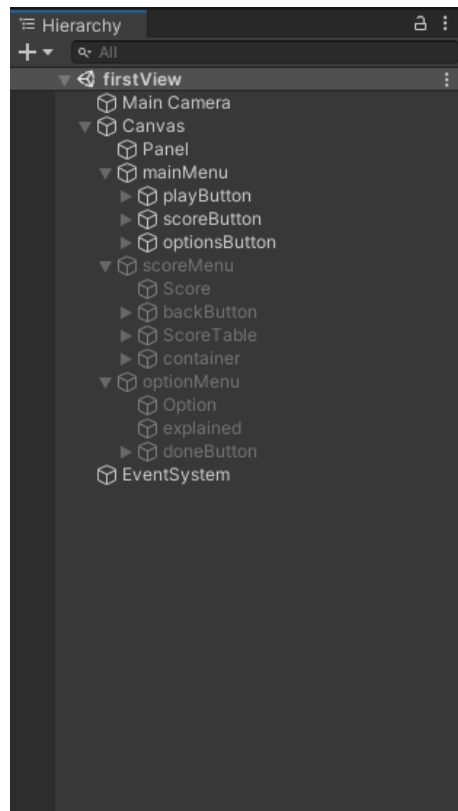 Hierarchy
All
firstView
Main Camera
Canvas
Panel
mainMenu
playButton
scoreButton
optionsButton
scoreMenu
Score
backButton
ScoreTable
container
optionMenu
Option
explained
doneButton
EventSystem